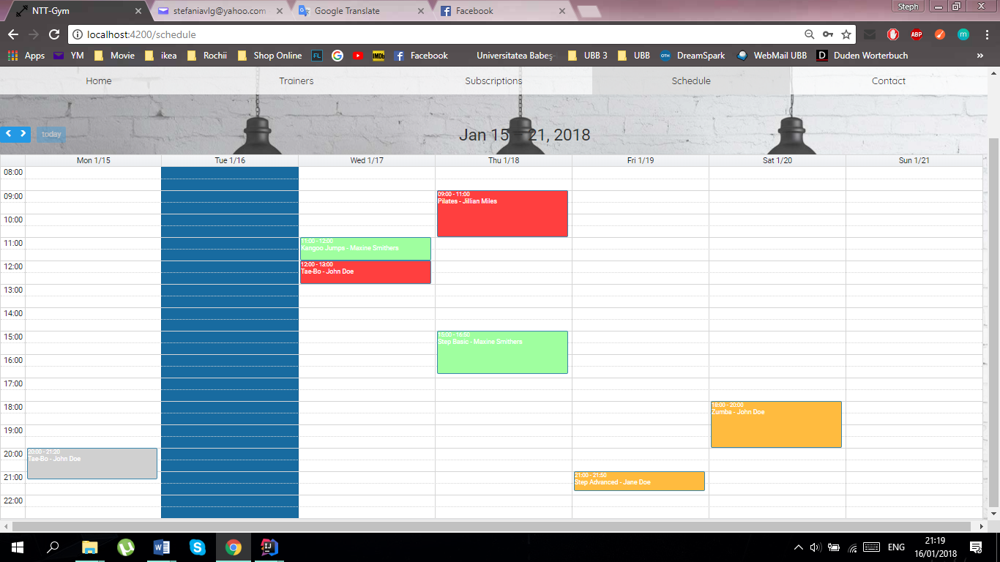 NTT-Gym
stefaniavlg@yahoo.com
Google Translate
Facebook
Steph
localhost:4200/schedule
ABP
m
Apps
YM
Movie
ikea
Rochii
Shop Online
FL
IMDb
Facebook
Universitatea Babeș-
UBB 3
UBB
OTH
DreamSpark
WebMail UBB
D
Duden Worterbuch
»
Home
Trainers
Subscriptions
Schedule
Contact
today
Jan 15 – 21, 2018
Mon 1/15
Tue 1/16
Wed 1/17
Thu 1/18
Fri 1/19
Sat 1/20
Sun 1/21
08:00
09:00
09:00 - 11:00
Pilates - Jillian Miles
10:00
11:00
11:00 - 12:00
Kangoo Jumps - Maxine Smithers
12:00
12:00 - 13:00
Tae-Bo - John Doe
13:00
14:00
15:00
15:00 - 16:50
Step Basic - Maxine Smithers
16:00
17:00
18:00
18:00 - 20:00
Zumba - John Doe
19:00
20:00
20:00 - 21:20
Tae-Bo - John Doe
21:00
21:00 - 21:50
Step Advanced - Jane Doe
22:00
ENG
21:19
16/01/2018